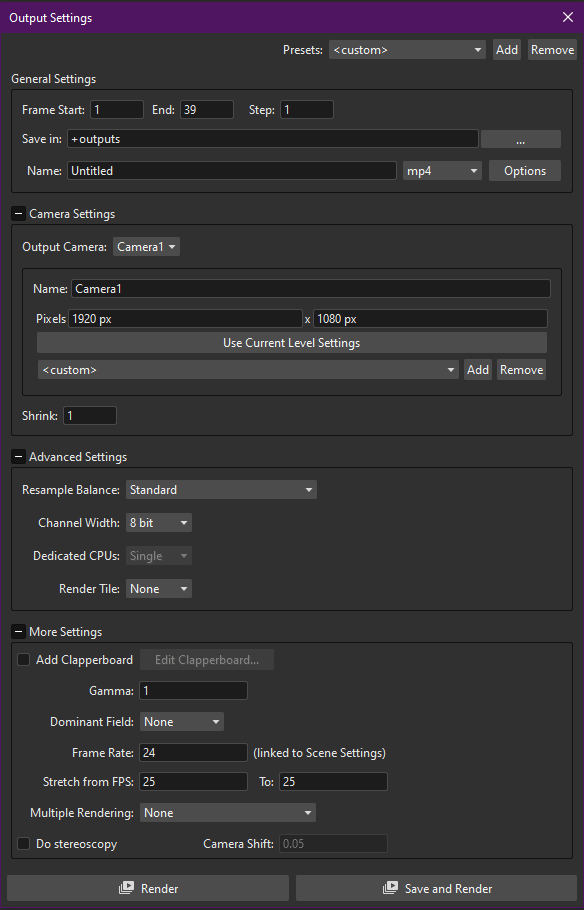 Output Settings
Presets: <custom> Add Remove
General Settings
Frame Start: 1 End: 39 Step: 1
Save in: +outputs ...
Name: Untitled mp4 Options
Camera Settings
Output Camera: Camera1
Name: Camera1
Pixels 1920 px x 1080 px
Use Current Level Settings
<custom> Add Remove
Shrink: 1
Advanced Settings
Resample Balance: Standard
Channel Width: 8 bit
Dedicated CPUs: Single
Render Tile: None
More Settings
Add Clapperboard Edit Clapperboard...
Gamma: 1
Dominant Field: None
Frame Rate: 24 (linked to Scene Settings)
Stretch from FPS: 25 To: 25
Multiple Rendering: None
Do stereoscopy Camera Shift: 0.05
Render Save and Render